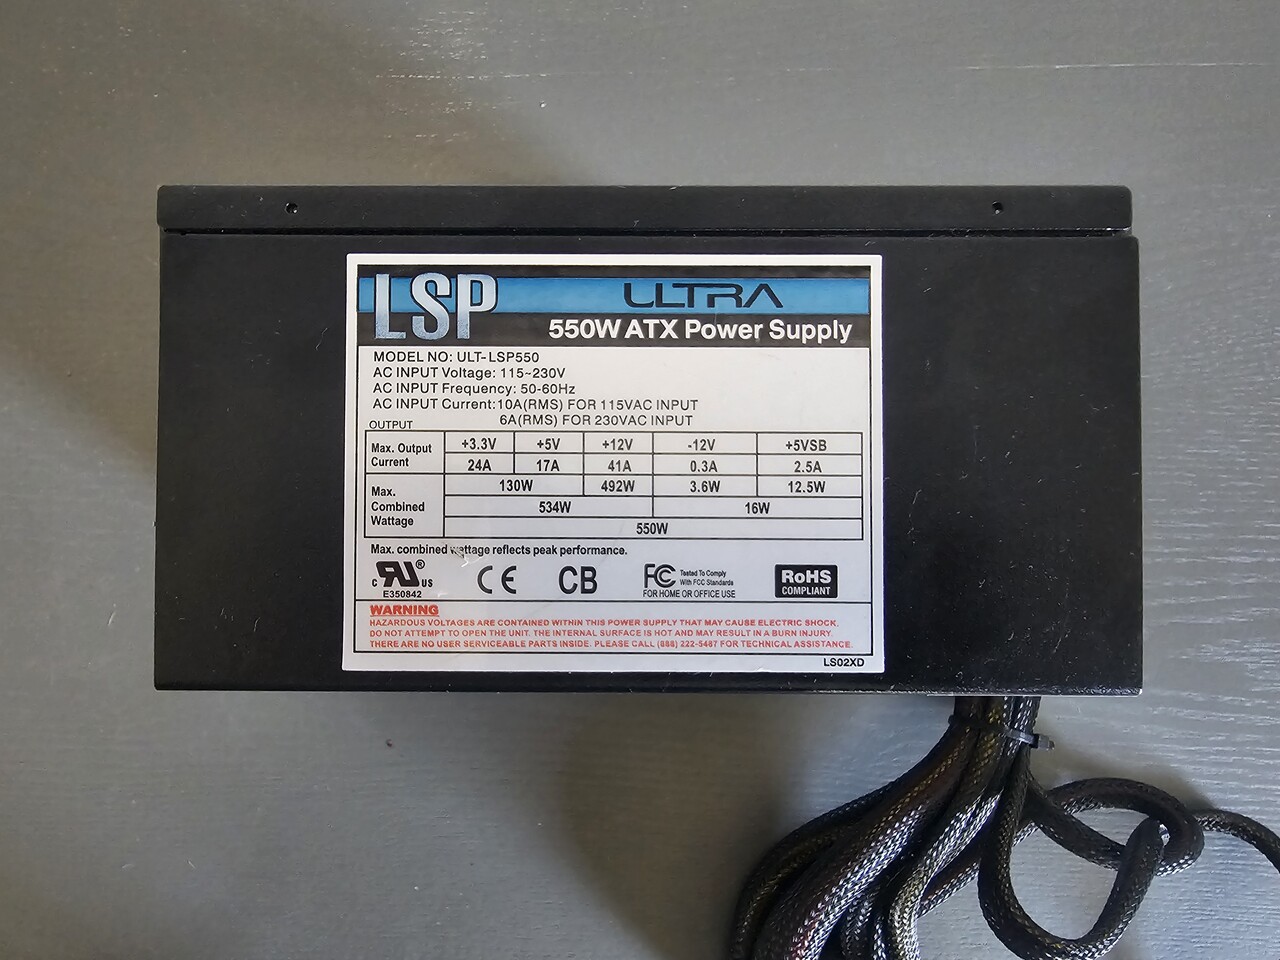 LSP ULTRA
550W ATX Power Supply
MODEL NO: ULT-LSP550
AC INPUT Voltage: 115~230V
AC INPUT Frequency: 50-60Hz
AC INPUT Current:10A(RMS) FOR 115VAC INPUT
6A(RMS) FOR 230VAC INPUT
OUTPUT
Max. Output Current +3.3V +5V +12V -12V +5VSB
24A 17A 41A 0.3A 2.5A
Max. Combined Wattage 130W 492W 3.6W 12.5W
534W 16W
550W
Max. combined wattage reflects peak performance.
c RU ® US
E350842
CE
CB
FC Tested To Comply
With FCC Standards
FOR HOME OR OFFICE USE
RoHS
COMPLIANT
WARNING
HAZARDOUS VOLTAGES ARE CONTAINED WITHIN THIS POWER SUPPLY THAT MAY CAUSE ELECTRIC SHOCK.
DO NOT ATTEMPT TO OPEN THE UNIT. THE INTERNAL SURFACE IS HOT AND MAY RESULT IN A BURN INJURY.
THERE ARE NO USER SERVICEABLE PARTS INSIDE. PLEASE CALL (888) 222-5487 FOR TECHNICAL ASSISTANCE.
LS02XD